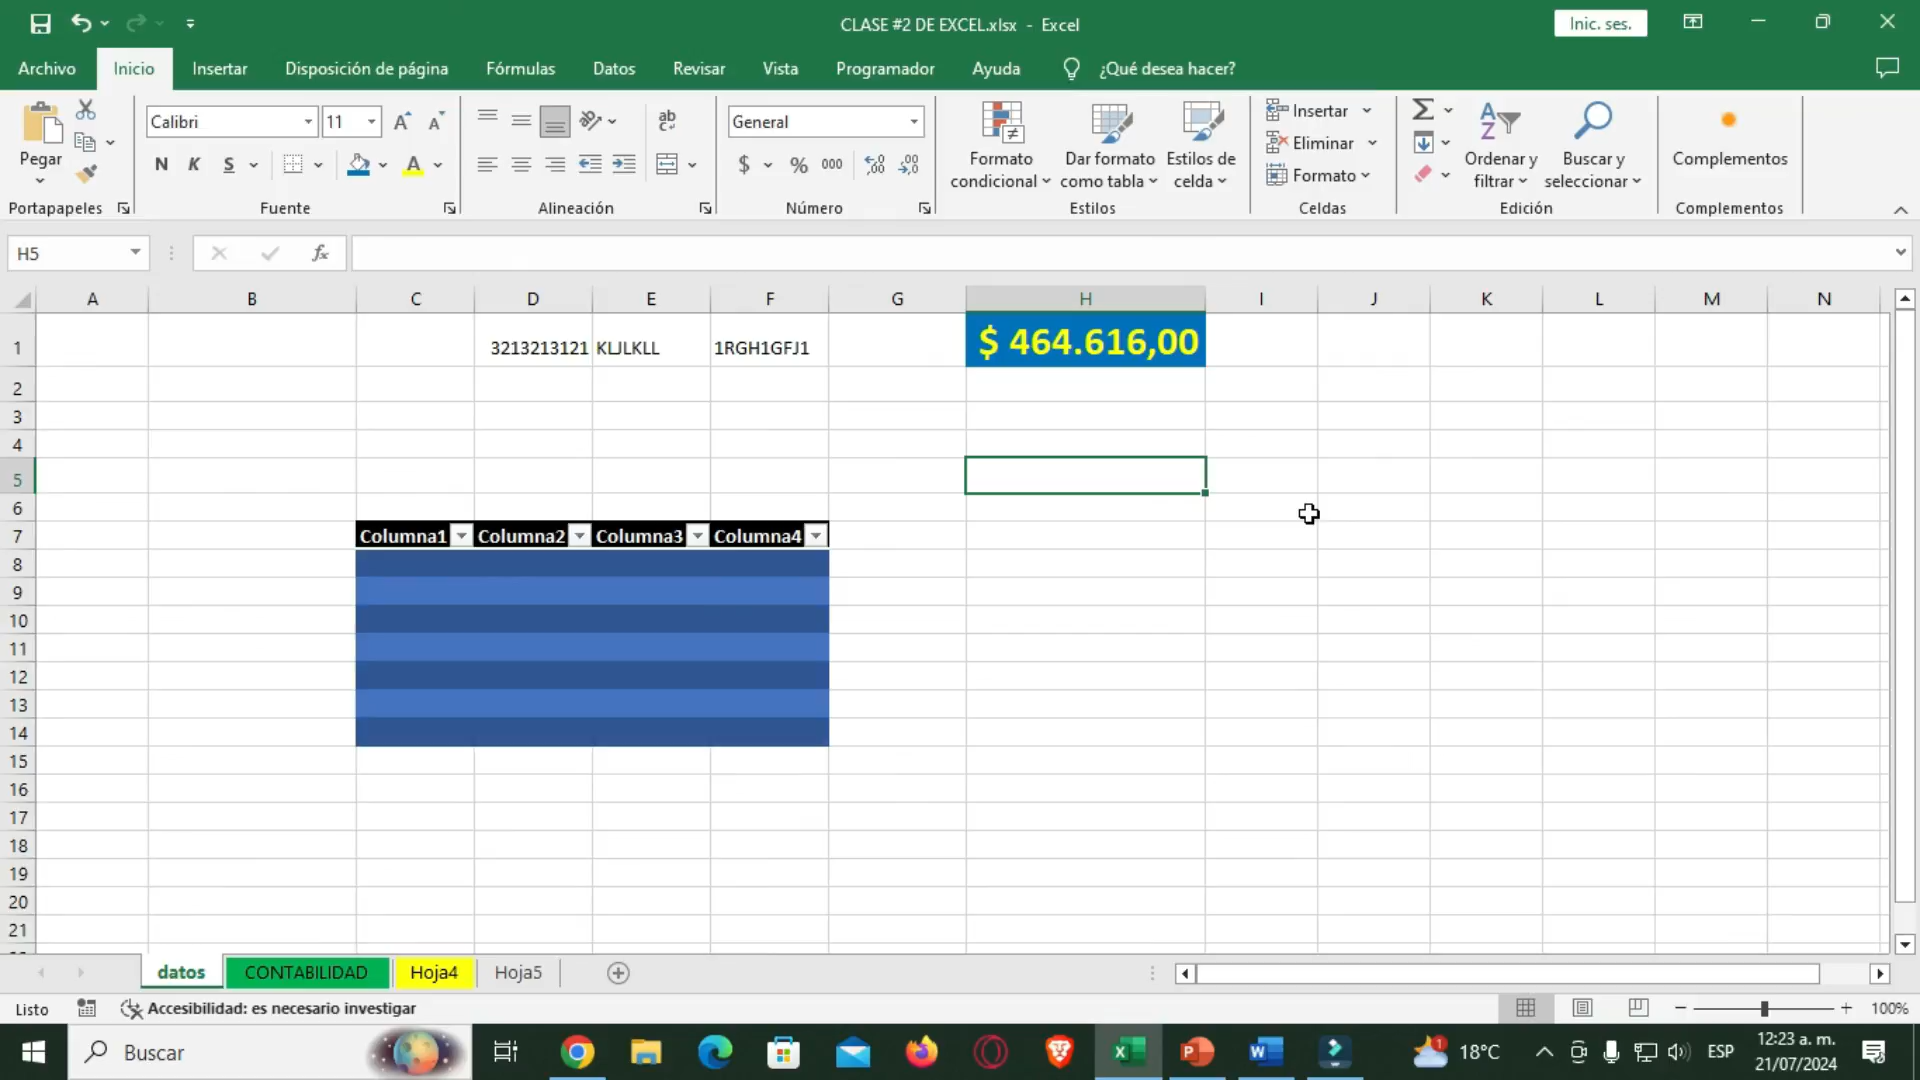 CLASE #2 DE EXCEL.xlsx - Excel
Inic. ses.
Archivo Inicio Insertar Disposición de página Fórmulas Datos Revisar Vista Programador Ayuda ¿Qué desea hacer?
Pegar
Portapapeles
Calibri 11
N K S
Fuente
ab
Alineación
General
$ % 000
Número
Formato condicional
Dar formato como tabla
Estilos de celda
Estilos
Insertar
Eliminar
Formato
Celdas
Ordenar y filtrar
Buscar y seleccionar
Edición
Complementos
Complementos
H5 fx
A B C D E F G H I J K L M N
1 3213213121 KLJLKLL 1RGH1GFJ1 $ 464.616,00
2
3
4
5
6
7 Columna1 Columna2 Columna3 Columna4
8
9
10
11
12
13
14
15
16
17
18
19
20
21
datos CONTABILIDAD Hoja4 Hoja5
Listo Accesibilidad: es necesario investigar 100%
Buscar 18°C ESP 12:23 a. m.
21/07/2024